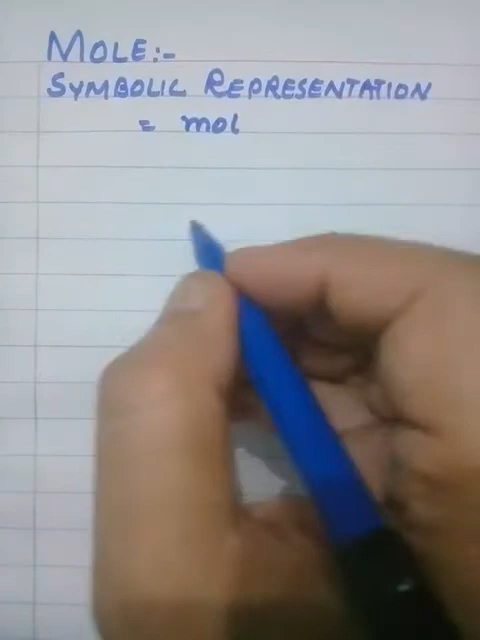 MOLE:-
SYMBOLIC REPRESENTATION
= mol